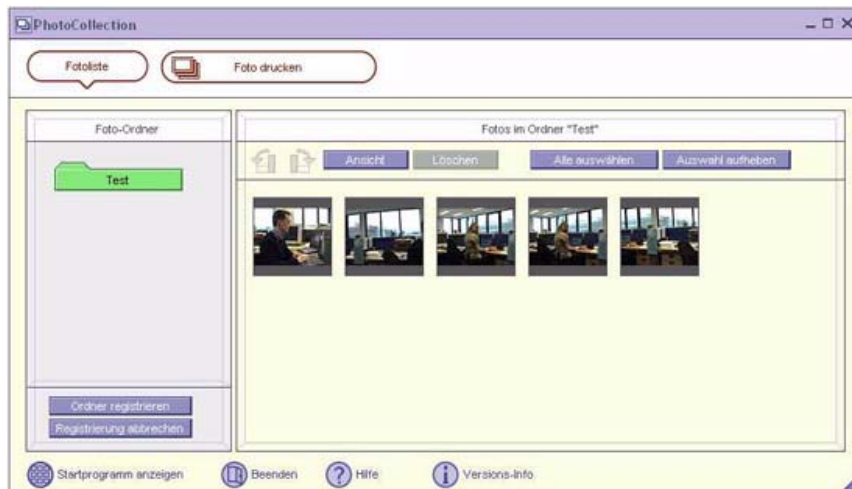 PhotoCollection
Fotoliste
Foto drucken
Foto-Ordner
Fotos im Ordner "Test"
Test
Ansicht
Löschen
Alle auswählen
Auswahl aufheben
Ordner registrieren
Registrierung abbrechen
Startprogramm anzeigen
Beenden
Hilfe
Versions-Info